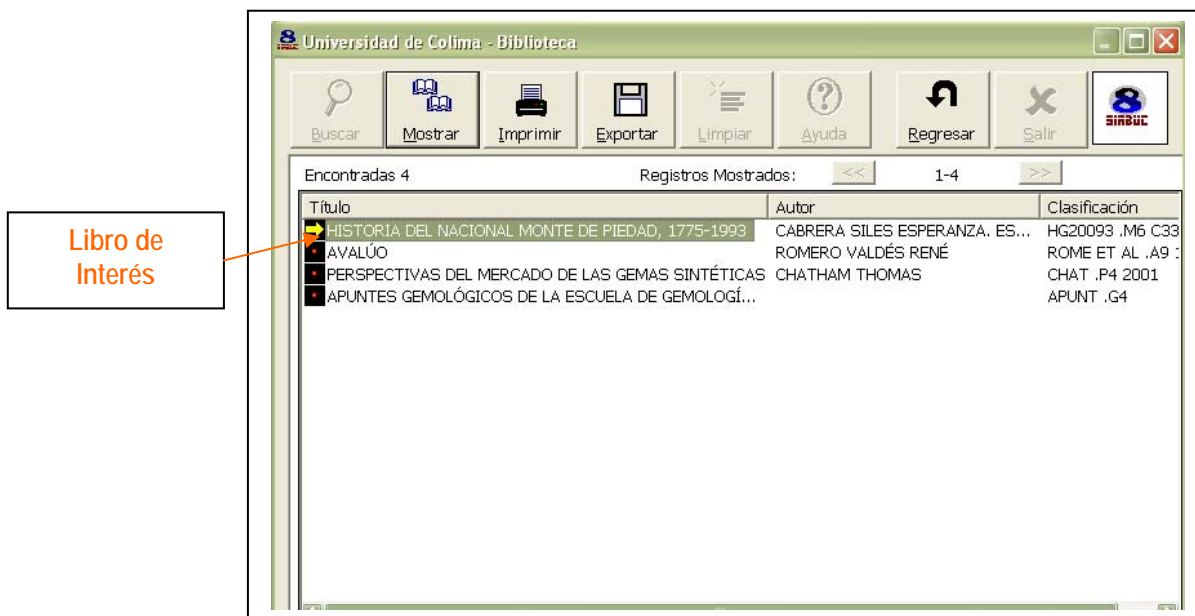 Universidad de Colima - Biblioteca
Buscar Mostrar Imprimir Exportar Limpiar Ayuda Regresar Salir 8 SIABUC
Encontradas 4 Registros Mostrados: << 1-4 >>
Título Autor Clasificación
HISTORIA DEL NACIONAL MONTE DE PIEDAD, 1775-1993 CABRERA SILES ESPERANZA. ES... HG20093 .M6 C33
AVALÚO ROMERO VALDÉS RENÉ ROME ET AL .A9
PERSPECTIVAS DEL MERCADO DE LAS GEMAS SINTÉTICAS CHATHAM THOMAS CHAT .P4 2001
APUNTES GEMOLÓGICOS DE LA ESCUELA DE GEMOLOGÍ... APUNT .G4
Libro de
Interés